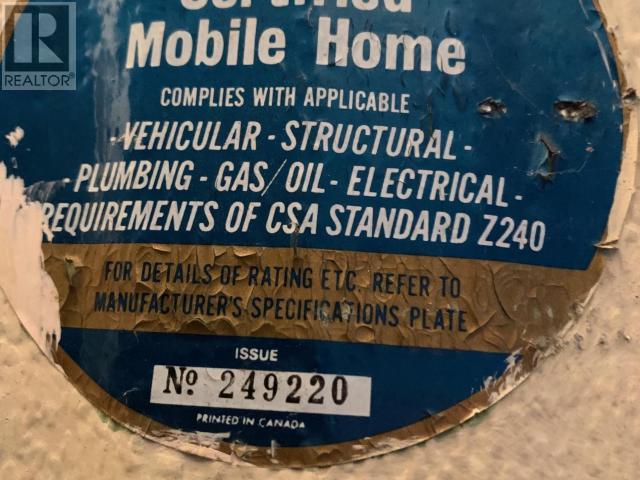 Certified
Mobile Home
COMPLIES WITH APPLICABLE
-VEHICULAR - STRUCTURAL-
-PLUMBING - GAS/OIL - ELECTRICAL-
REQUIREMENTS OF CSA STANDARD Z240
FOR DETAILS OF RATING ETC. REFER TO
MANUFACTURER'S SPECIFICATIONS PLATE
ISSUE
Nº 249220
PRINTED IN CANADA
R
REALTOR®